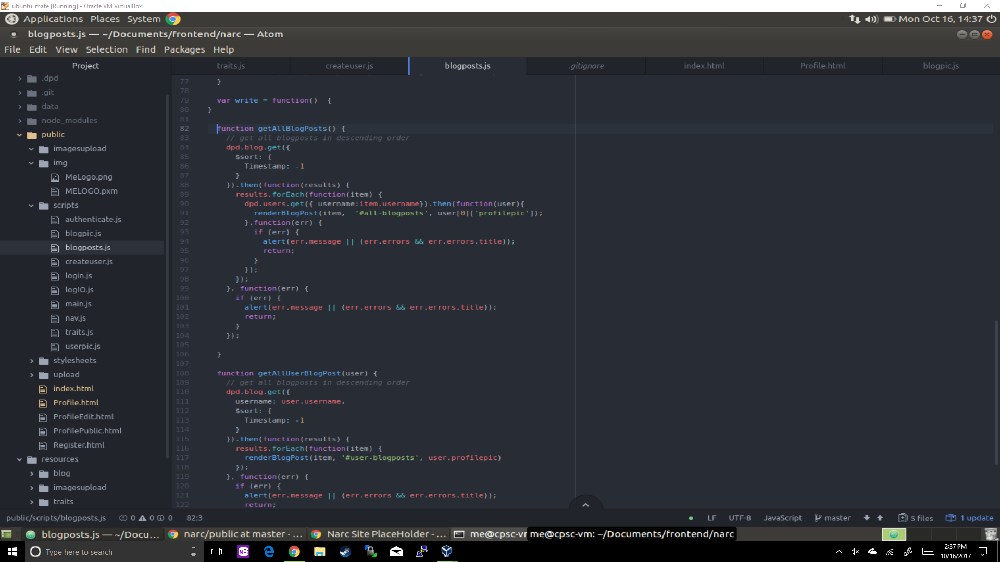 ubuntu_mate [Running] - Oracle VM VirtualBox
Applications Places System
Mon Oct 16, 14:37
blogposts.js — ~/Documents/frontend/narc — Atom
File Edit View Selection Find Packages Help
Project
.dpd
.git
data
node_modules
public
imagesupload
img
MeLogo.png
MELOGO.pxm
scripts
authenticate.js
blogpic.js
blogposts.js
createuser.js
login.js
logIO.js
main.js
nav.js
traits.js
userpic.js
stylesheets
upload
index.html
Profile.html
ProfileEdit.html
ProfilePublic.html
Register.html
resources
blog
imagesupload
traits
traits.js createuser.js blogposts.js .gitignore index.html Profile.html blogpic.js
77 }
78
79 var write = function()  {
80 }
81
82 function getAllBlogPosts() {
83 // get all blogposts in descending order
84 dpd.blog.get({
85 $sort: {
86 Timestamp: -1
87 }
88 }).then(function(results) {
89 results.forEach(function(item) {
90 dpd.users.get({ username:item.username}).then(function(user){
91 renderBlogPost(item,  '#all-blogposts', user[0]['profilepic']);
92 },function(err) {
93 if (err) {
94 alert(err.message || (err.errors && err.errors.title));
95 return;
96 }
97 });
98 });
99 }, function(err) {
100 if (err) {
101 alert(err.message || (err.errors && err.errors.title));
102 return;
103 }
104 });
105
106 }
107
108 function getAllUserBlogPost(user) {
109 // get all blogposts in descending order
110 dpd.blog.get({
111 username: user.username,
112 $sort: {
113 Timestamp: -1
114 }
115 }).then(function(results) {
116 results.forEach(function(item) {
117 renderBlogPost(item, '#user-blogposts', user.profilepic)
118 });
119 }, function(err) {
120 if (err) {
121 alert(err.message || (err.errors && err.errors.title));
122 return;
public/scripts/blogposts.js 0 0 0 82:3 LF UTF-8 JavaScript master 5 files 1 update
blogposts.js — ~/Docu... narc/public at master · ... Narc Site PlaceHolder - ... me@cpsc-vr me@cpsc-vm: ~/Documents/frontend/narc
Type here to search
2:37 PM
10/16/2017